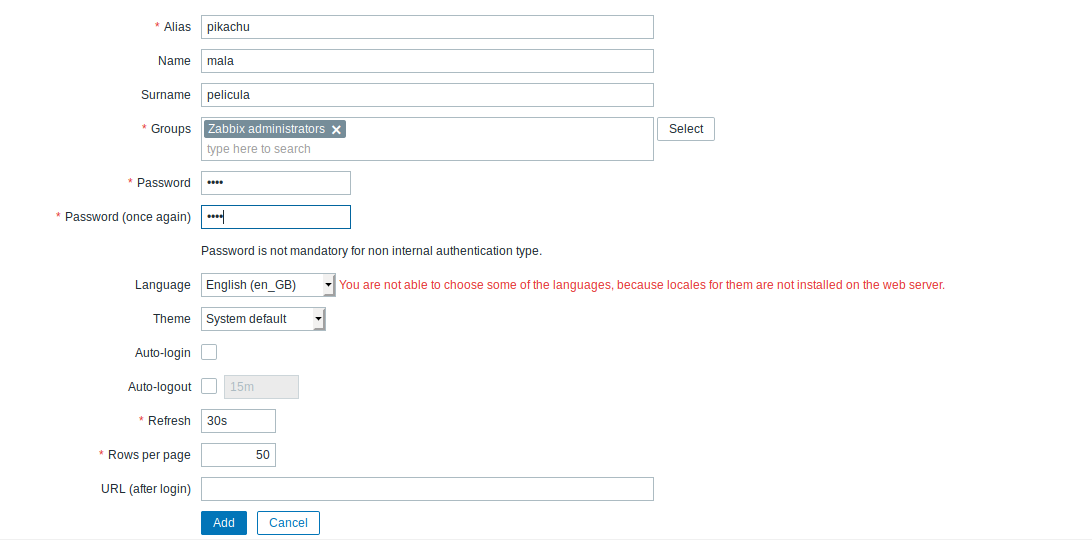 * Alias pikachu
Name mala
Surname pelicula
* Groups Zabbix administrators ✕ Select
type here to search
* Password ••••
* Password (once again) ••••
Password is not mandatory for non internal authentication type.
Language English (en_GB) You are not able to choose some of the languages, because locales for them are not installed on the web server.
Theme System default
Auto-login
Auto-logout 15m
* Refresh 30s
* Rows per page 50
URL (after login)
Add Cancel